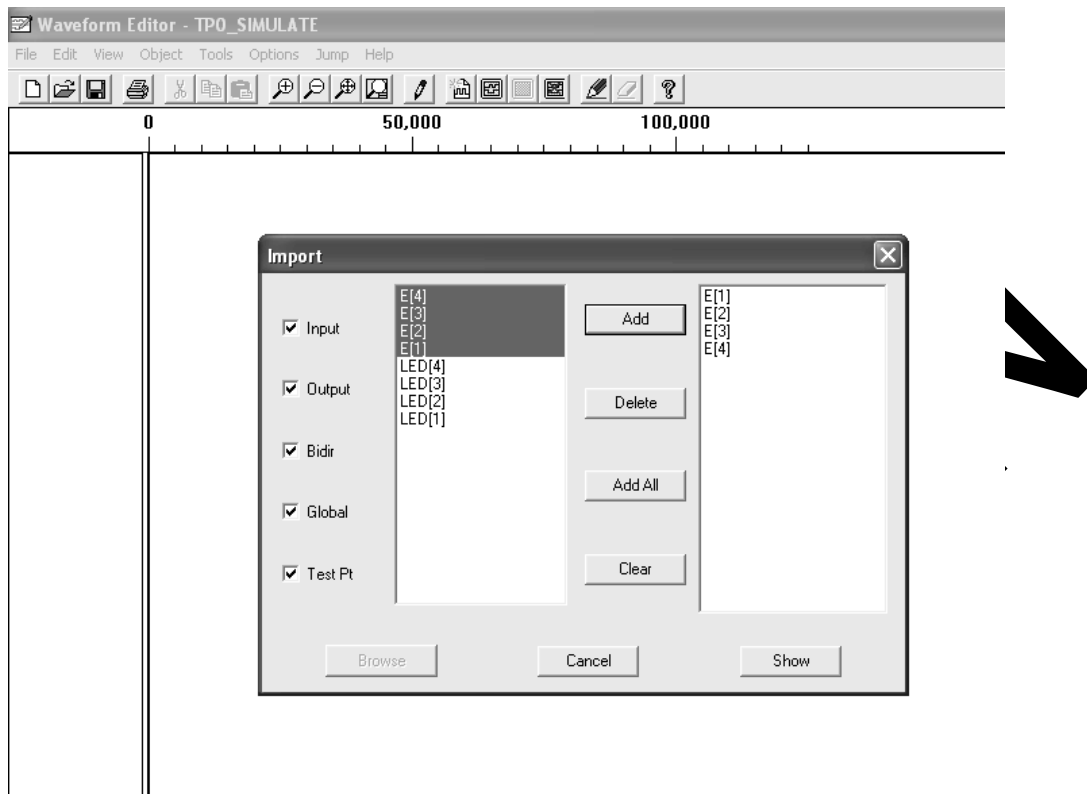 Waveform Editor - TP0_SIMULATE
File Edit View Object Tools Options Jump Help
0 50,000 100,000
Import
E[4]
E[3]
E[2]
E[1]
LED[4]
LED[3]
LED[2]
LED[1]
Input
Output
Bidir
Global
Test Pt
Add
Delete
Add All
Clear
E[1]
E[2]
E[3]
E[4]
Browse
Cancel
Show